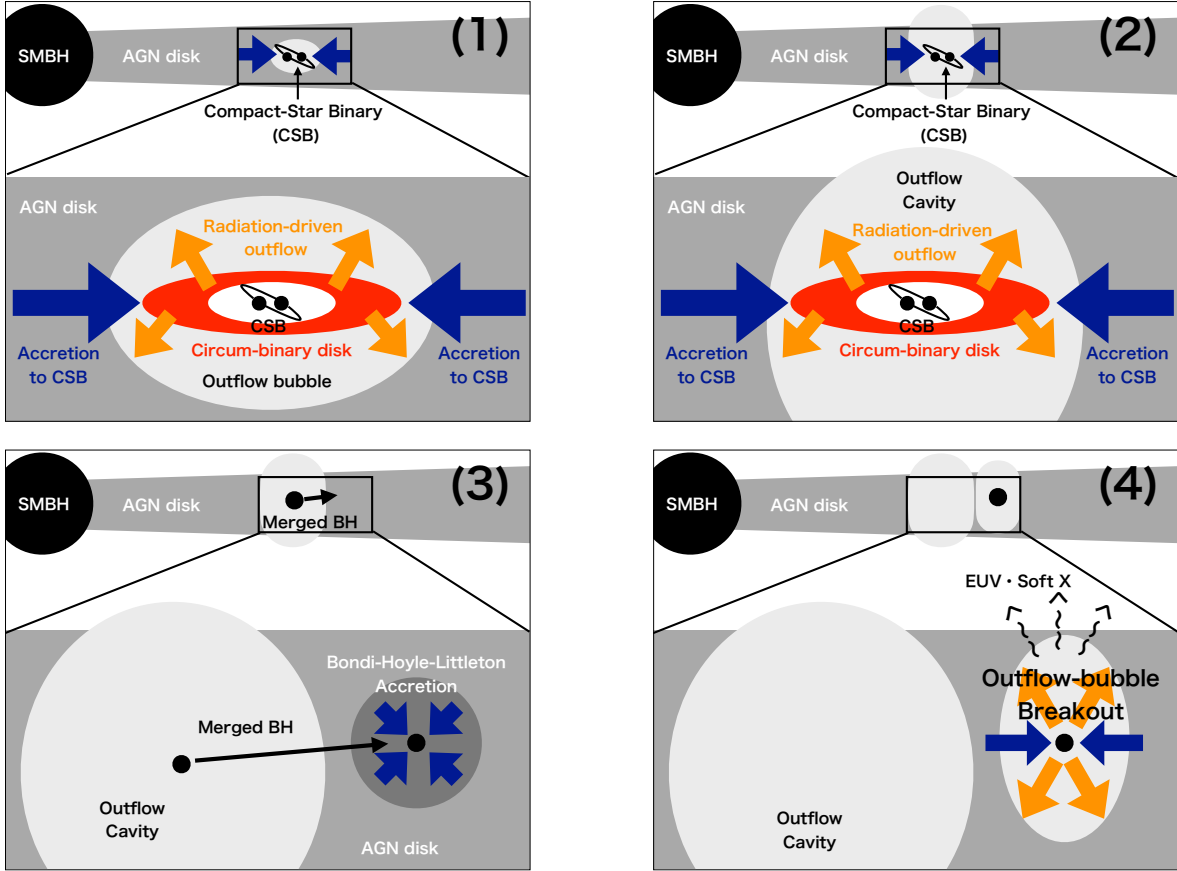 (1)
SMBH
AGN disk
Compact-Star Binary
(CSB)
AGN disk
Radiation-driven
outflow
CSB
Accretion
to CSB
Circum-binary disk
Accretion
to CSB
Outflow bubble
(2)
SMBH
AGN disk
Compact-Star Binary
(CSB)
Outflow
Cavity
AGN disk
Radiation-driven
outflow
CSB
Accretion
to CSB
Circum-binary disk
Accretion
to CSB
(3)
SMBH
AGN disk
Merged BH
Bondi-Hoyle-Littleton
Accretion
Merged BH
Outflow
Cavity
AGN disk
(4)
SMBH
AGN disk
EUV・Soft X
Outflow-bubble
Breakout
Outflow
Cavity